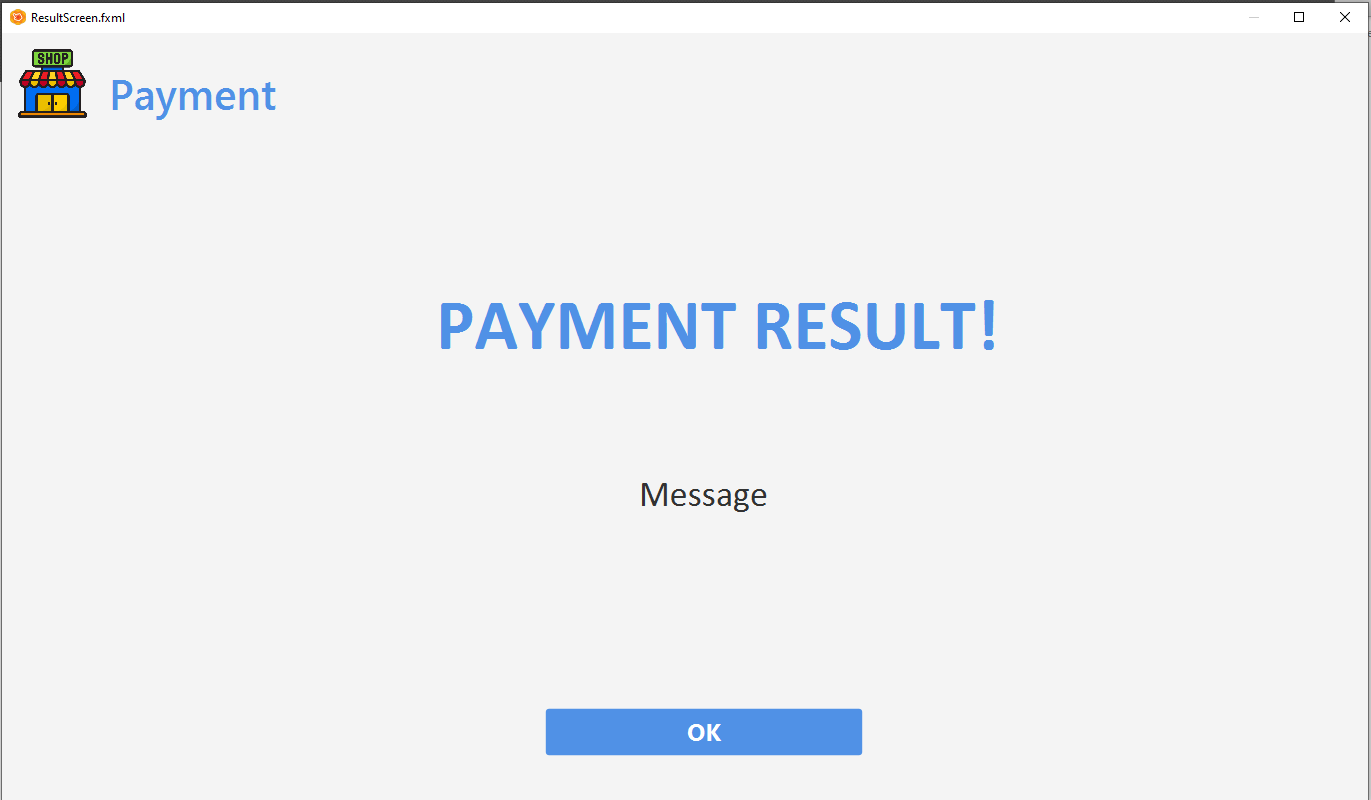 ResultScreen.fxml
SHOP
Payment
PAYMENT RESULT!
Message
OK